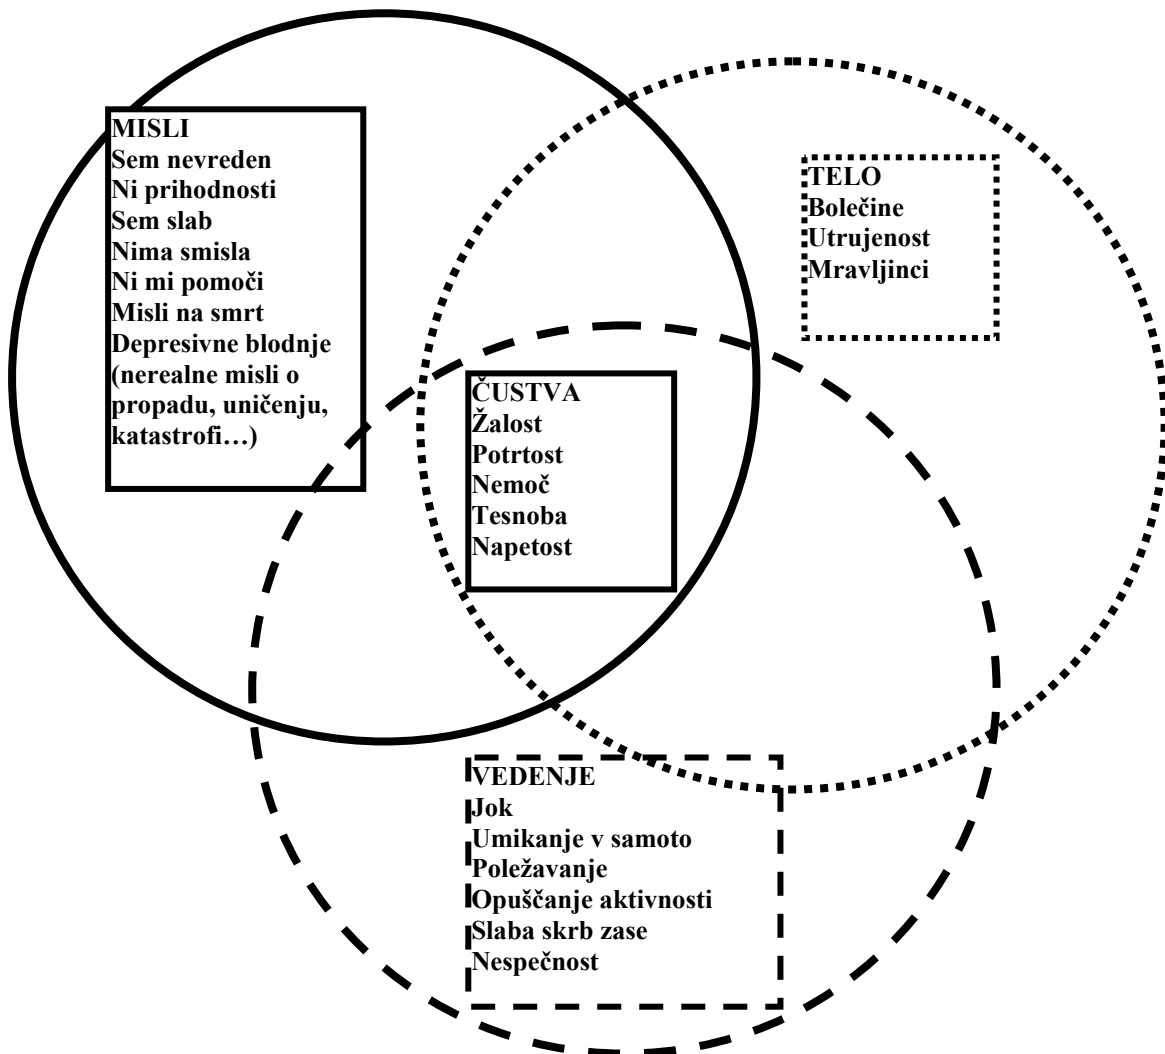 MISLI
Sem nevreden
Ni prihodnosti
Sem slab
Nima smisla
Ni mi pomoči
Misli na smrt
Depresivne blodnje
(nerealne misli o
propadu, uničenju,
katastrofi…)
TELO
Bolečine
Utrujenost
Mravljinci
ČUSTVA
Žalost
Potrtost
Nemoč
Tesnoba
Napetost
VEDENJE
Jok
Umikanje v samoto
Poležavanje
Opuščanje aktivnosti
Slaba skrb zase
Nespečnost